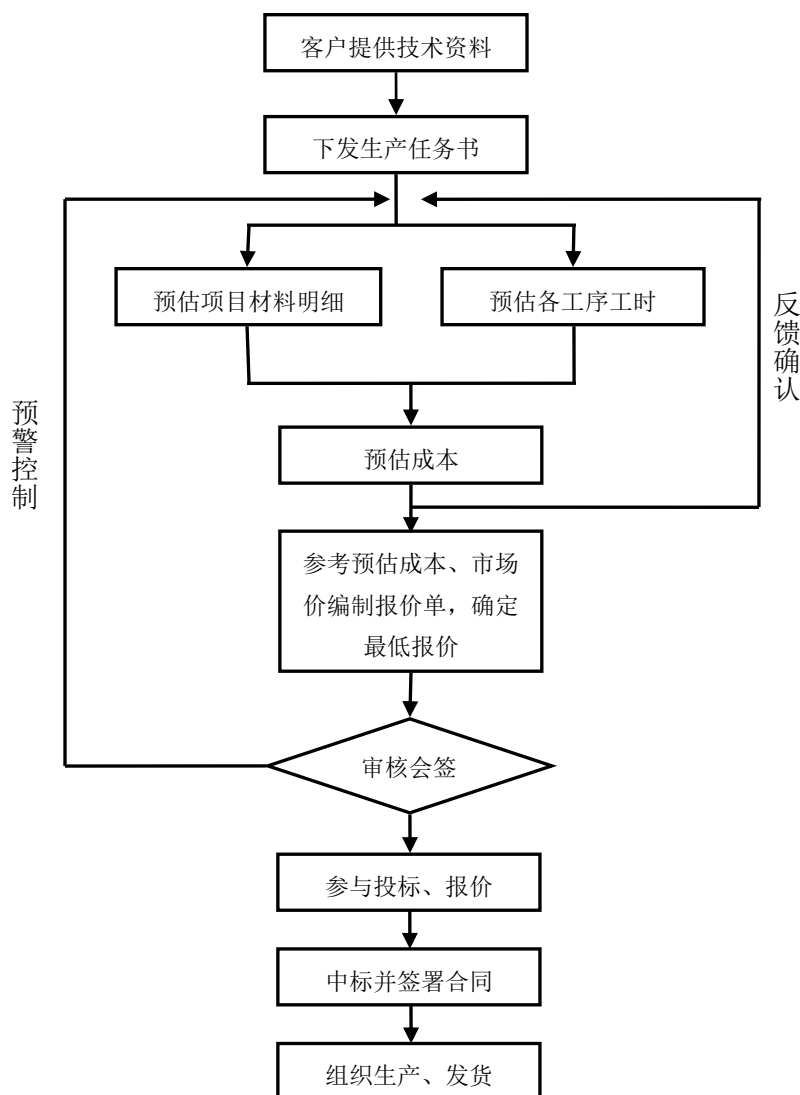 客户提供技术资料
下发生产任务书
预估项目材料明细
预估各工序工时
反馈确认
预警控制
预估成本
参考预估成本、市场
价编制报价单，确定
最低报价
审核会签
参与投标、报价
中标并签署合同
组织生产、发货